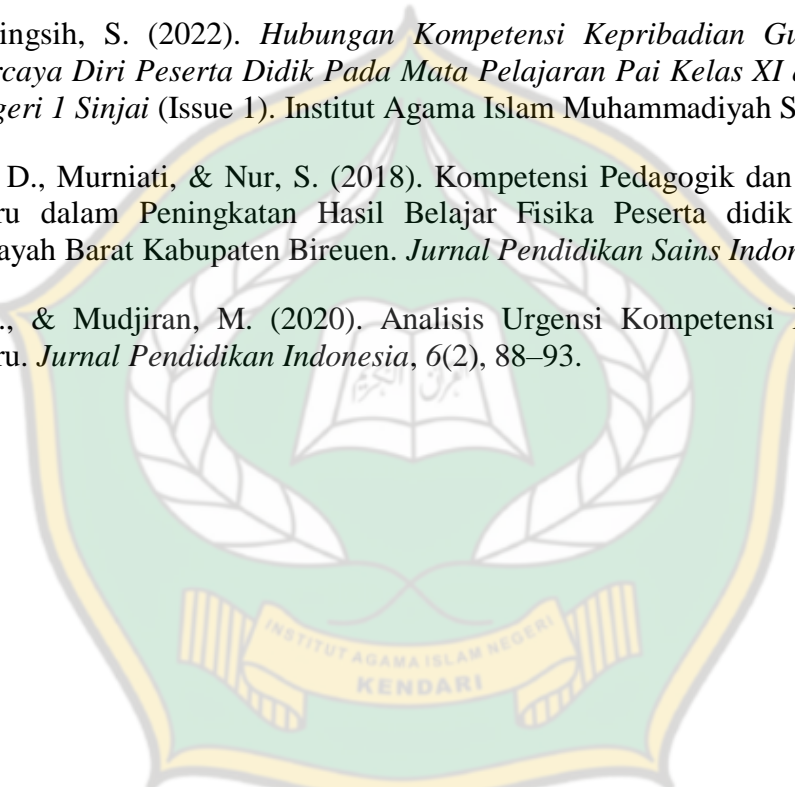 ingsih, S. (2022). Hubungan Kompetensi Kepribadian Gu
rcaya Diri Peserta Didik Pada Mata Pelajaran Pai Kelas XI
geri 1 Sinjai (Issue 1). Institut Agama Islam Muhammadiyah S
D., Murniati, & Nur, S. (2018). Kompetensi Pedagogik dan
ru dalam Peningkatan Hasil Belajar Fisika Peserta didik
ayah Barat Kabupaten Bireuen. Jurnal Pendidikan Sains Indon
., & Mudjiran, M. (2020). Analisis Urgensi Kompetensi
ru. Jurnal Pendidikan Indonesia, 6(2), 88–93.
INSTITUT AGAMA ISLAM NEGERI
KENDARI